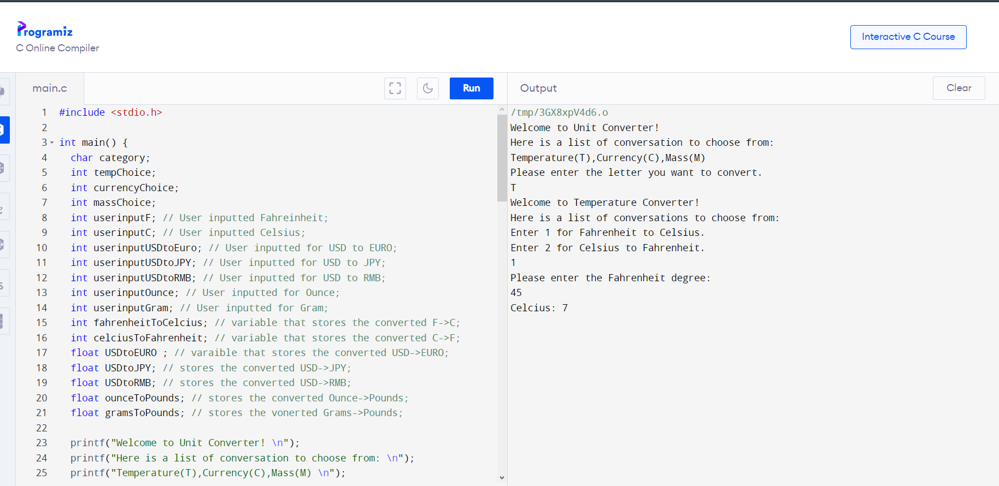 Programiz
C Online Compiler
Interactive C Course
main.c
Run
Output
Clear
1 #include <stdio.h>
2
3 int main() {
4 char category;
5 int tempChoice;
6 int currencyChoice;
7 int massChoice;
8 int userinputF; // User inputted Fahreinheit;
9 int userinputC; // User inputted Celsius;
10 int userinputUSDtoEuro; // User inputted for USD to EURO;
11 int userinputUSDtoJPY; // User inputted for USD to JPY;
12 int userinputUSDtoRMB; // User inputted for USD to RMB;
13 int userinputOunce; // User inputted for Ounce;
14 int userinputGram; // User inputted for Gram;
15 int fahrenheitToCelcius; // variable that stores the converted F->C;
16 int celciusToFahrenheit; // variable that stores the converted C->F;
17 float USDtoEURO ; // varaible that stores the converted USD->EURO;
18 float USDtoJPY; // stores the converted USD->JPY;
19 float USDtoRMB; // stores the converted USD->RMB;
20 float ounceToPounds; // stores the converted Ounce->Pounds;
21 float gramsToPounds; // stores the vonerted Grams->Pounds;
22
23 printf("Welcome to Unit Converter! \n");
24 printf("Here is a list of conversation to choose from: \n");
25 printf("Temperature(T),Currency(C),Mass(M) \n");
/tmp/3GX8xpV4d6.o
Welcome to Unit Converter!
Here is a list of conversation to choose from:
Temperature(T),Currency(C),Mass(M)
Please enter the letter you want to convert.
T
Welcome to Temperature Converter!
Here is a list of conversations to choose from:
Enter 1 for Fahrenheit to Celsius.
Enter 2 for Celsius to Fahrenheit.
1
Please enter the Fahrenheit degree:
45
Celcius: 7